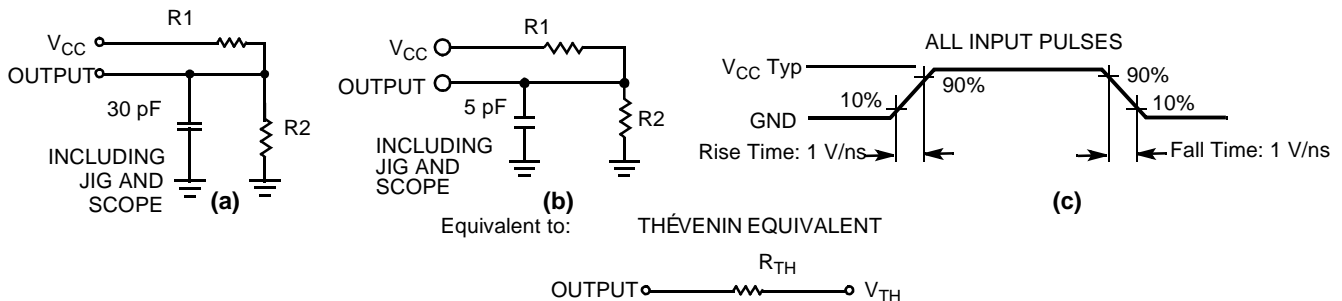 R1
VCC
OUTPUT
30 pF
R2
INCLUDING
JIG AND
SCOPE
(a)
R1
VCC
OUTPUT
5 pF
R2
INCLUDING
JIG AND
SCOPE
(b)
ALL INPUT PULSES
VCC Typ
90%
90%
10%
10%
GND
Rise Time: 1 V/ns
Fall Time: 1 V/ns
(c)
Equivalent to: THÉVENIN EQUIVALENT
RTH
OUTPUT VTH